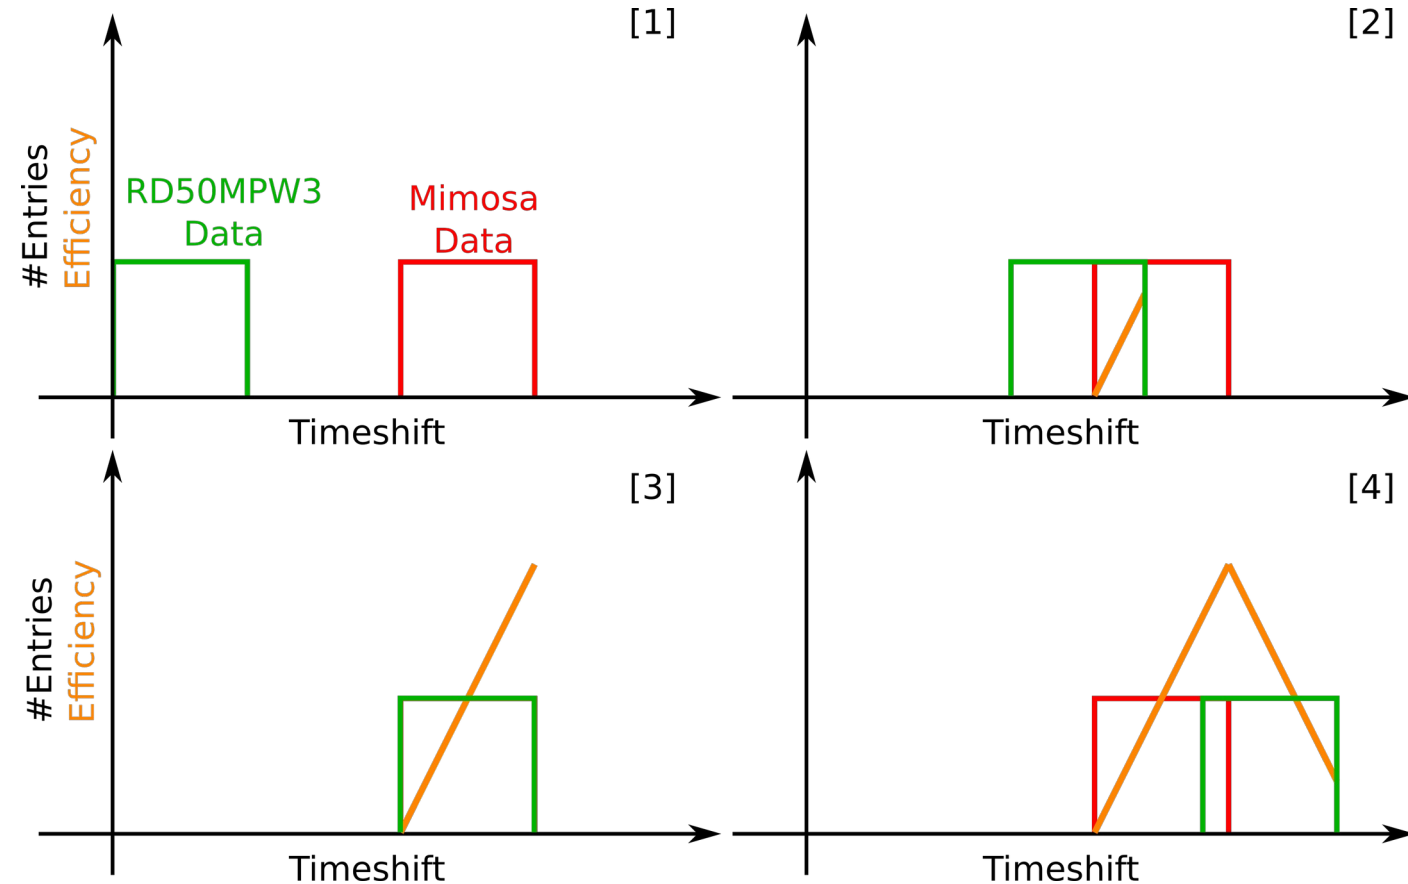 [1]
#Entries
Efficiency
RD50MPW3
Data
Mimosa
Data
Timeshift
[2]
Timeshift
[3]
#Entries
Efficiency
Timeshift
[4]
Timeshift